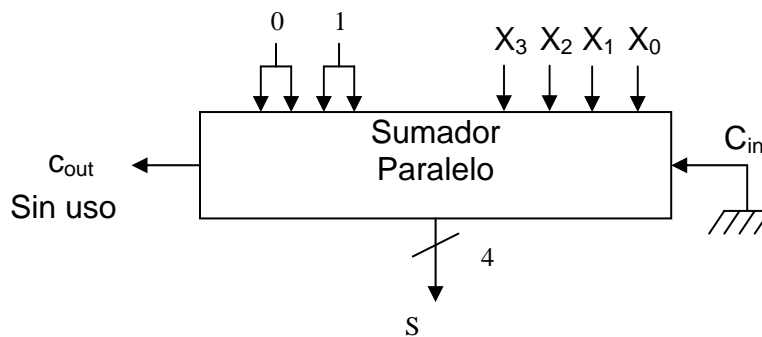 0 1
X3 X2 X1 X0
Sumador
Paralelo
Cin
cout
Sin uso
4
S